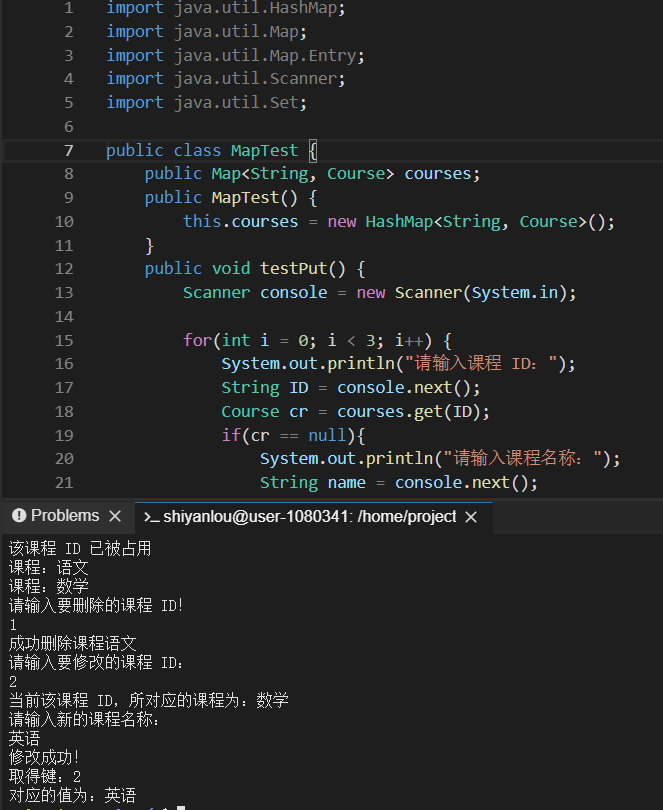 1 import java.util.HashMap;
2 import java.util.Map;
3 import java.util.Map.Entry;
4 import java.util.Scanner;
5 import java.util.Set;
6
7 public class MapTest {
8 public Map<String, Course> courses;
9 public MapTest() {
10 this.courses = new HashMap<String, Course>();
11 }
12 public void testPut() {
13 Scanner console = new Scanner(System.in);
14
15 for(int i = 0; i < 3; i++) {
16 System.out.println("请输入课程 ID：");
17 String ID = console.next();
18 Course cr = courses.get(ID);
19 if(cr == null){
20 System.out.println("请输入课程名称：");
21 String name = console.next();
Problems
shiyanlou@user-1080341: /home/project
该课程 ID 已被占用
课程：语文
课程：数学
请输入要删除的课程 ID！
1
成功删除课程语文
请输入要修改的课程 ID：
2
当前该课程 ID，所对应的课程为：数学
请输入新的课程名称：
英语
修改成功！
取得键：2
对应的值为：英语